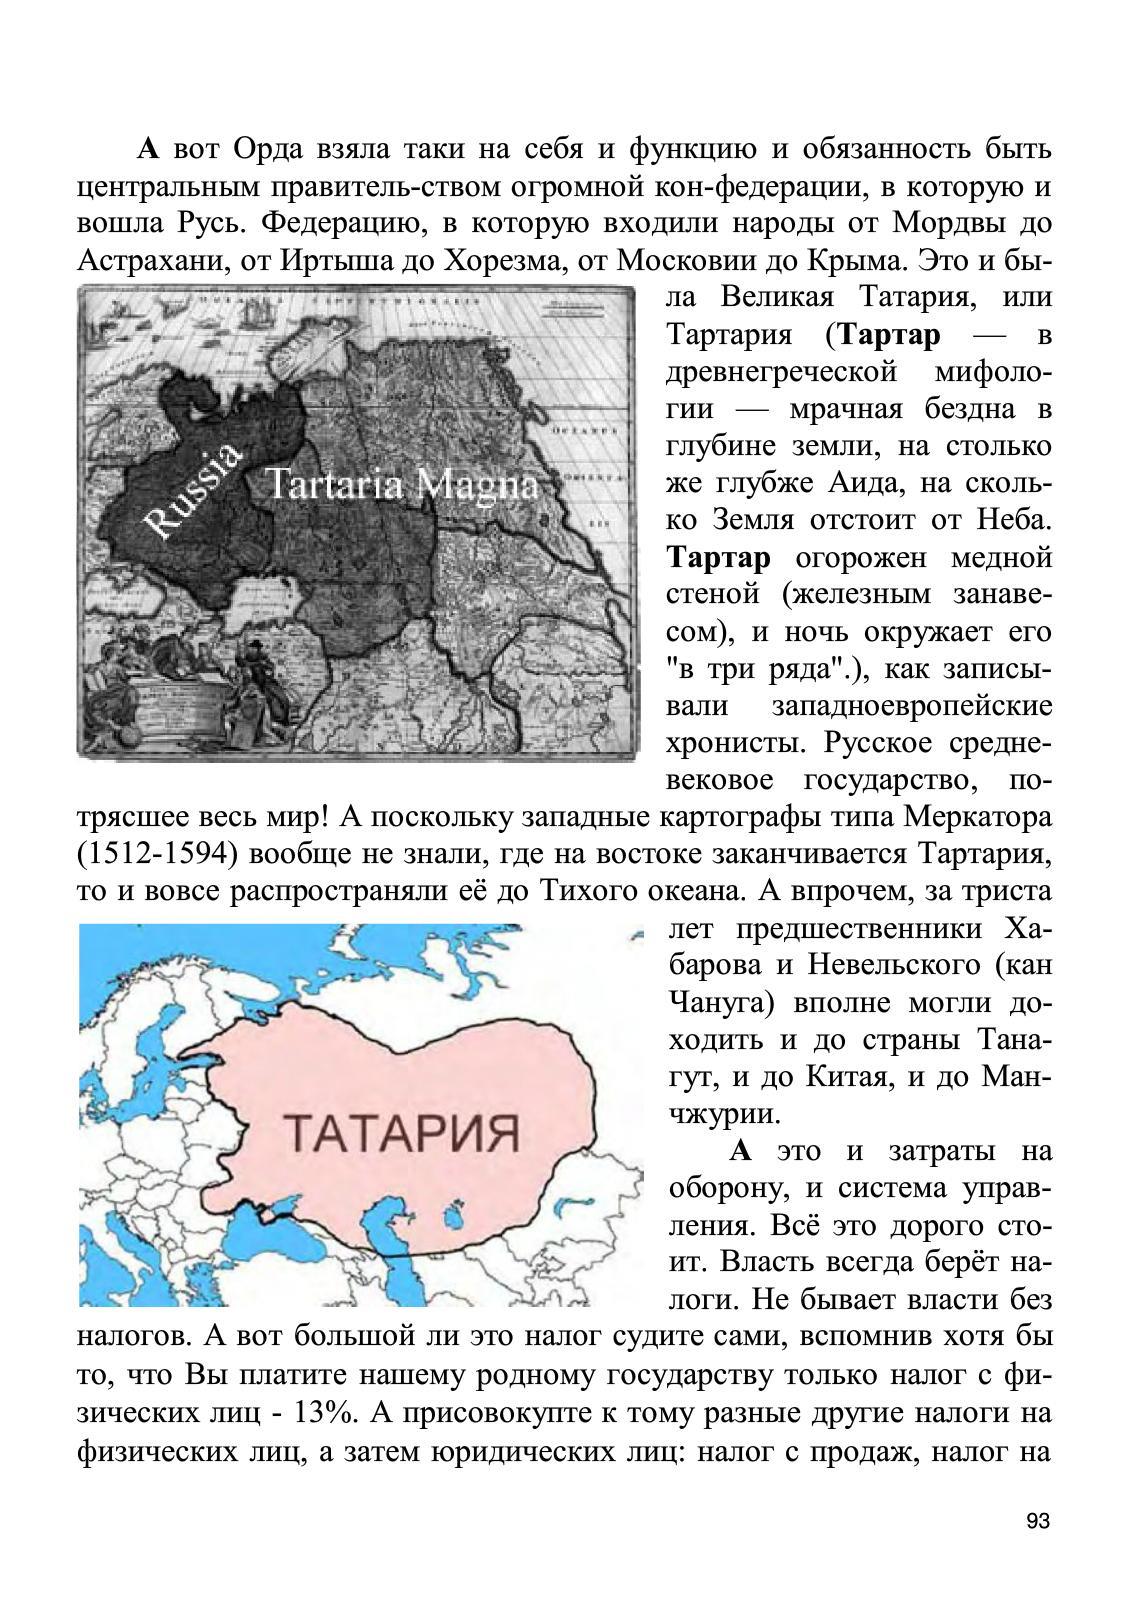 А вот Орда взяла таки на себя и функцию и обязанность быть
центральным правитель-ством огромной кон-федерации, в которую и
вошла Русь. Федерацию, в которую входили народы от Мордвы до
Астрахани, от Иртыша до Хорезма, от Московии до Крыма. Это и бы-
ла Великая Татария, или
Тартария (Тартар — в
древнегреческой мифоло-
гии — мрачная бездна в
глубине земли, на столько
же глубже Аида, на сколь-
ко Земля отстоит от Неба.
Тартар огорожен медной
стеной (железным занаве-
сом), и ночь окружает его
"в три ряда".), как записы-
вали западноевропейские
хронисты. Русское средне-
вековое государство, по-
Russia
Tartaria Magna
трясшее весь мир! А поскольку западные картографы типа Меркатора
(1512-1594) вообще не знали, где на востоке заканчивается Тартария,
то и вовсе распространяли её до Тихого океана. А впрочем, за триста
лет предшественники Ха-
барова и Невельского (кан
Чануга) вполне могли до-
ходить и до страны Тана-
гут, и до Китая, и до Ман-
чжурии.
ТАТАРИЯ
А это и затраты на
оборону, и система управ-
ления. Всё это дорого сто-
ит. Власть всегда берёт на-
логи. Не бывает власти без
налогов. А вот большой ли это налог судите сами, вспомнив хотя бы
то, что Вы платите нашему родному государству только налог с фи-
зических лиц - 13%. А присовокупте к тому разные другие налоги на
физических лиц, а затем юридических лиц: налог с продаж, налог на
93